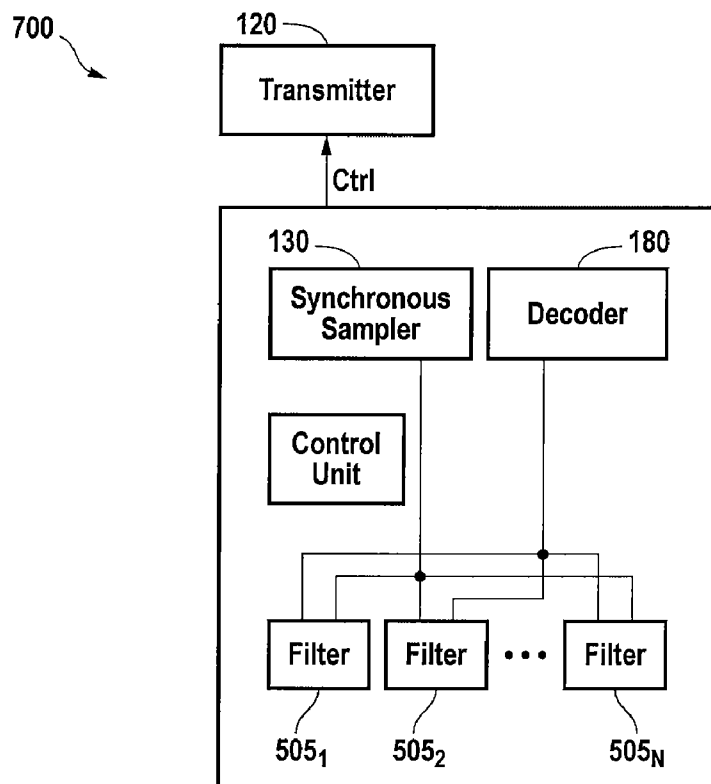 700
120
Transmitter
Ctrl
130
180
Synchronous
Sampler
Decoder
Control
Unit
Filter
Filter
Filter
505₁
505₂
505N